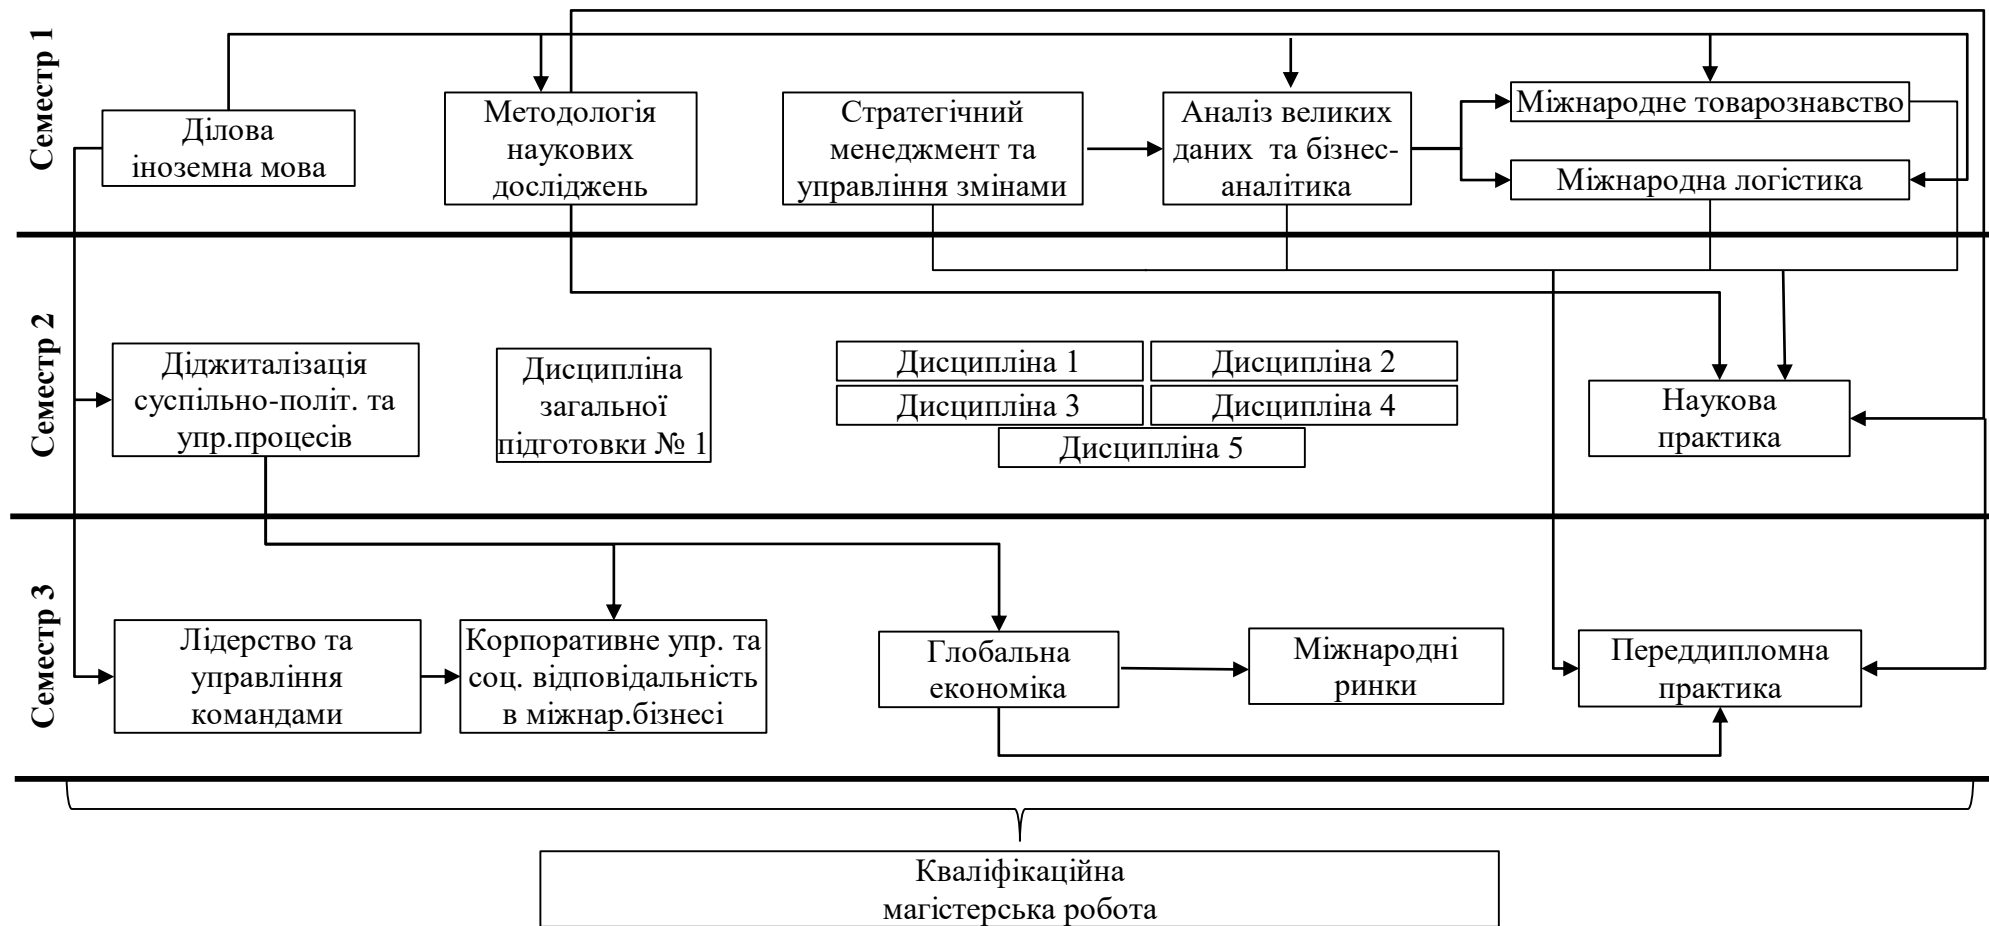 Семестр 1
Ділова
іноземна мова
Методологія
наукових
досліджень
Стратегічний
менеджмент та
управління змінами
Аналіз великих
даних та бізнес-
аналітика
Міжнародне товарознавство
Міжнародна логістика
Семестр 2
Діджиталізація
суспільно-політ. та
упр.процесів
Дисципліна
загальної
підготовки № 1
Дисципліна 1
Дисципліна 2
Дисципліна 3
Дисципліна 4
Дисципліна 5
Наукова
практика
Семестр 3
Лідерство та
управління
командами
Корпоративне упр. та
соц. відповідальність
в міжнар.бізнесі
Глобальна
економіка
Міжнародні
ринки
Переддипломна
практика
Кваліфікаційна
магістерська робота